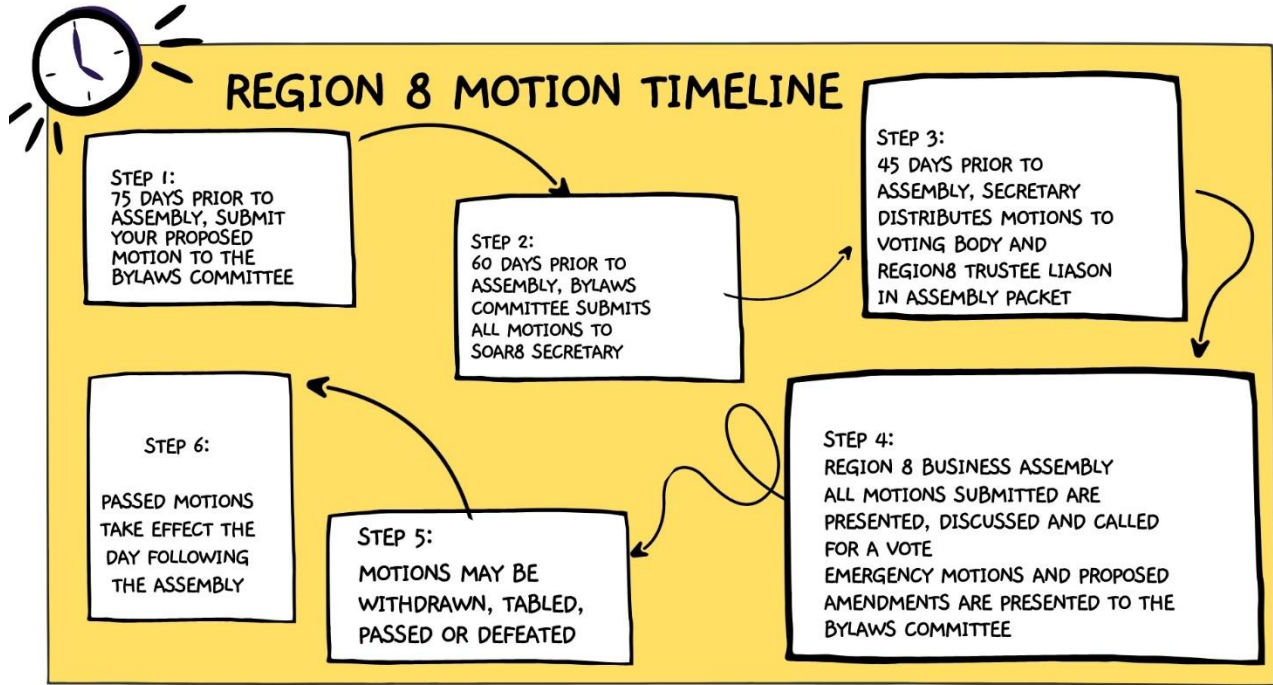 REGION 8 MOTION TIMELINE
STEP 1:
75 DAYS PRIOR TO
ASSEMBLY, SUBMIT
YOUR PROPOSED
MOTION TO THE
BYLAWS COMMITTEE
STEP 2:
60 DAYS PRIOR TO
ASSEMBLY, BYLAWS
COMMITTEE SUBMITS
ALL MOTIONS TO
SOAR8 SECRETARY
STEP 3:
45 DAYS PRIOR TO
ASSEMBLY, SECRETARY
DISTRIBUTES MOTIONS TO
VOTING BODY AND
REGION8 TRUSTEE LIASON
IN ASSEMBLY PACKET
STEP 4:
REGION 8 BUSINESS ASSEMBLY
ALL MOTIONS SUBMITTED ARE
PRESENTED, DISCUSSED AND CALLED
FOR A VOTE
EMERGENCY MOTIONS AND PROPOSED
AMENDMENTS ARE PRESENTED TO THE
BYLAWS COMMITTEE
STEP 5:
MOTIONS MAY BE
WITHDRAWN, TABLED,
PASSED OR DEFEATED
STEP 6:
PASSED MOTIONS
TAKE EFFECT THE
DAY FOLLOWING
THE ASSEMBLY